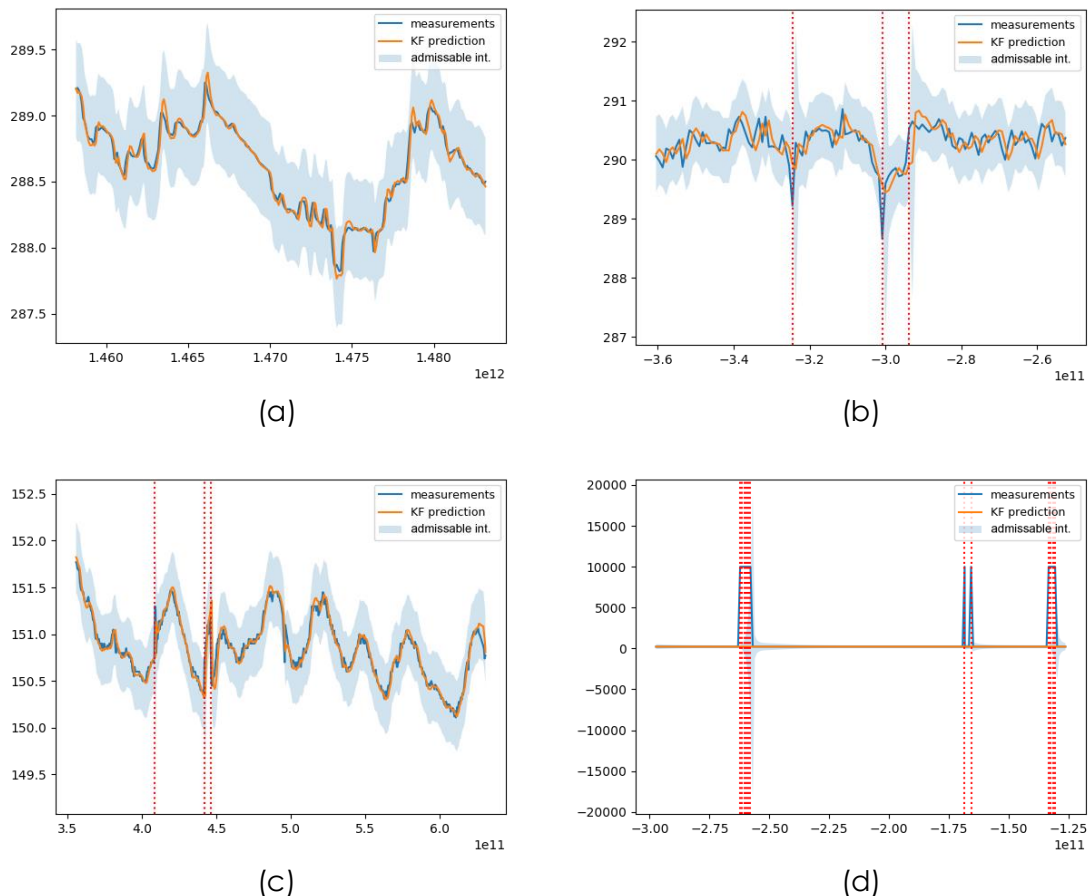 289.5
289.0
288.5
288.0
287.5
measurements
KF prediction
admissable int.
1.460
1.465
1.470
1.475
1.480
1e12
(a)
292
291
290
289
288
287
measurements
KF prediction
admissable int.
−3.6
−3.4
−3.2
−3.0
−2.8
−2.6
1e11
(b)
152.5
152.0
151.5
151.0
150.5
150.0
149.5
measurements
KF prediction
admissable int.
3.5
4.0
4.5
5.0
5.5
6.0
1e11
(c)
20000
15000
10000
5000
0
−5000
−10000
−15000
−20000
measurements
KF prediction
admissable int.
−3.00
−2.75
−2.50
−2.25
−2.00
−1.75
−1.50
−1.25
1e11
(d)